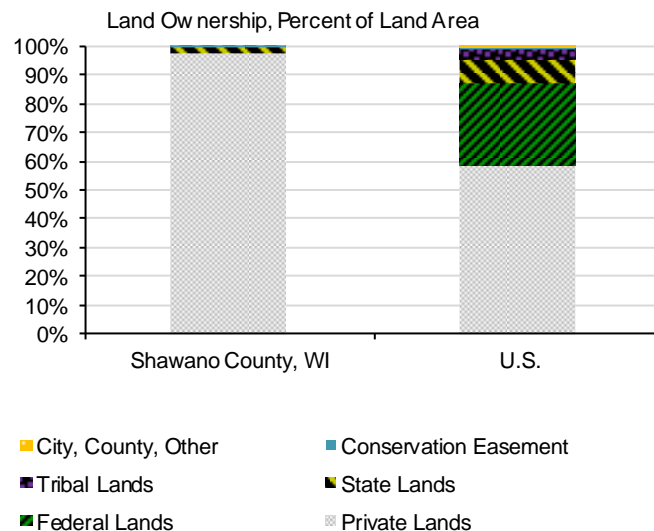 Land Ownership, Percent of Land Area
100%
90%
80%
70%
60%
50%
40%
30%
20%
10%
0%
Shawano County, WI U.S.
City, County, Other Conservation Easement
Tribal Lands State Lands
Federal Lands Private Lands